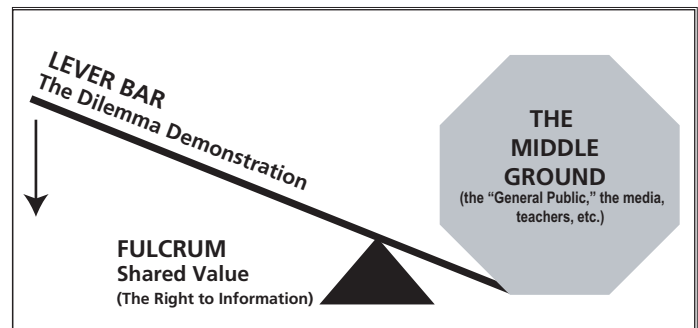 LEVER BAR
The Dilemma Demonstration
THE
MIDDLE
GROUND
(the “General Public,” the media,
teachers, etc.)
FULCRUM
Shared Value
(The Right to Information)